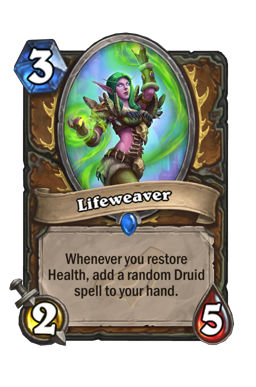 3
Lifeweaver
Whenever you restore
Health, add a random Druid
spell to your hand.
2
5